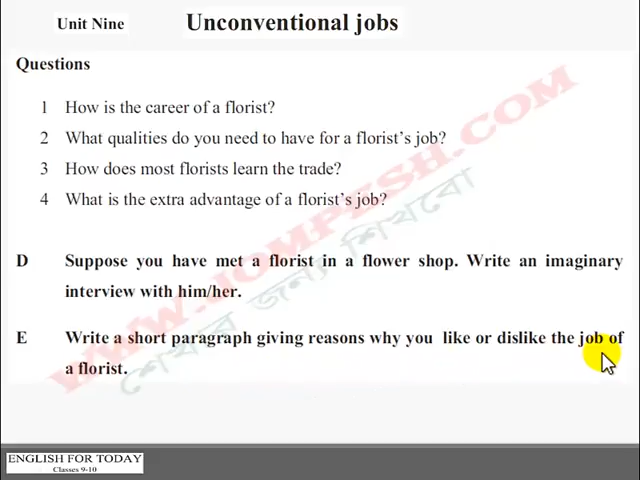 Unit Nine
Unconventional jobs
Questions
1 How is the career of a florist?
2 What qualities do you need to have for a florist's job?
3 How does most florists learn the trade?
4 What is the extra advantage of a florist's job?
D Suppose you have met a florist in a flower shop. Write an imaginary
interview with him/her.
E Write a short paragraph giving reasons why you like or dislike the job of
a florist.
WWW.JOMPESH.COM
শেখার জন্য শিখবো
ENGLISH FOR TODAY
Classes 9-10